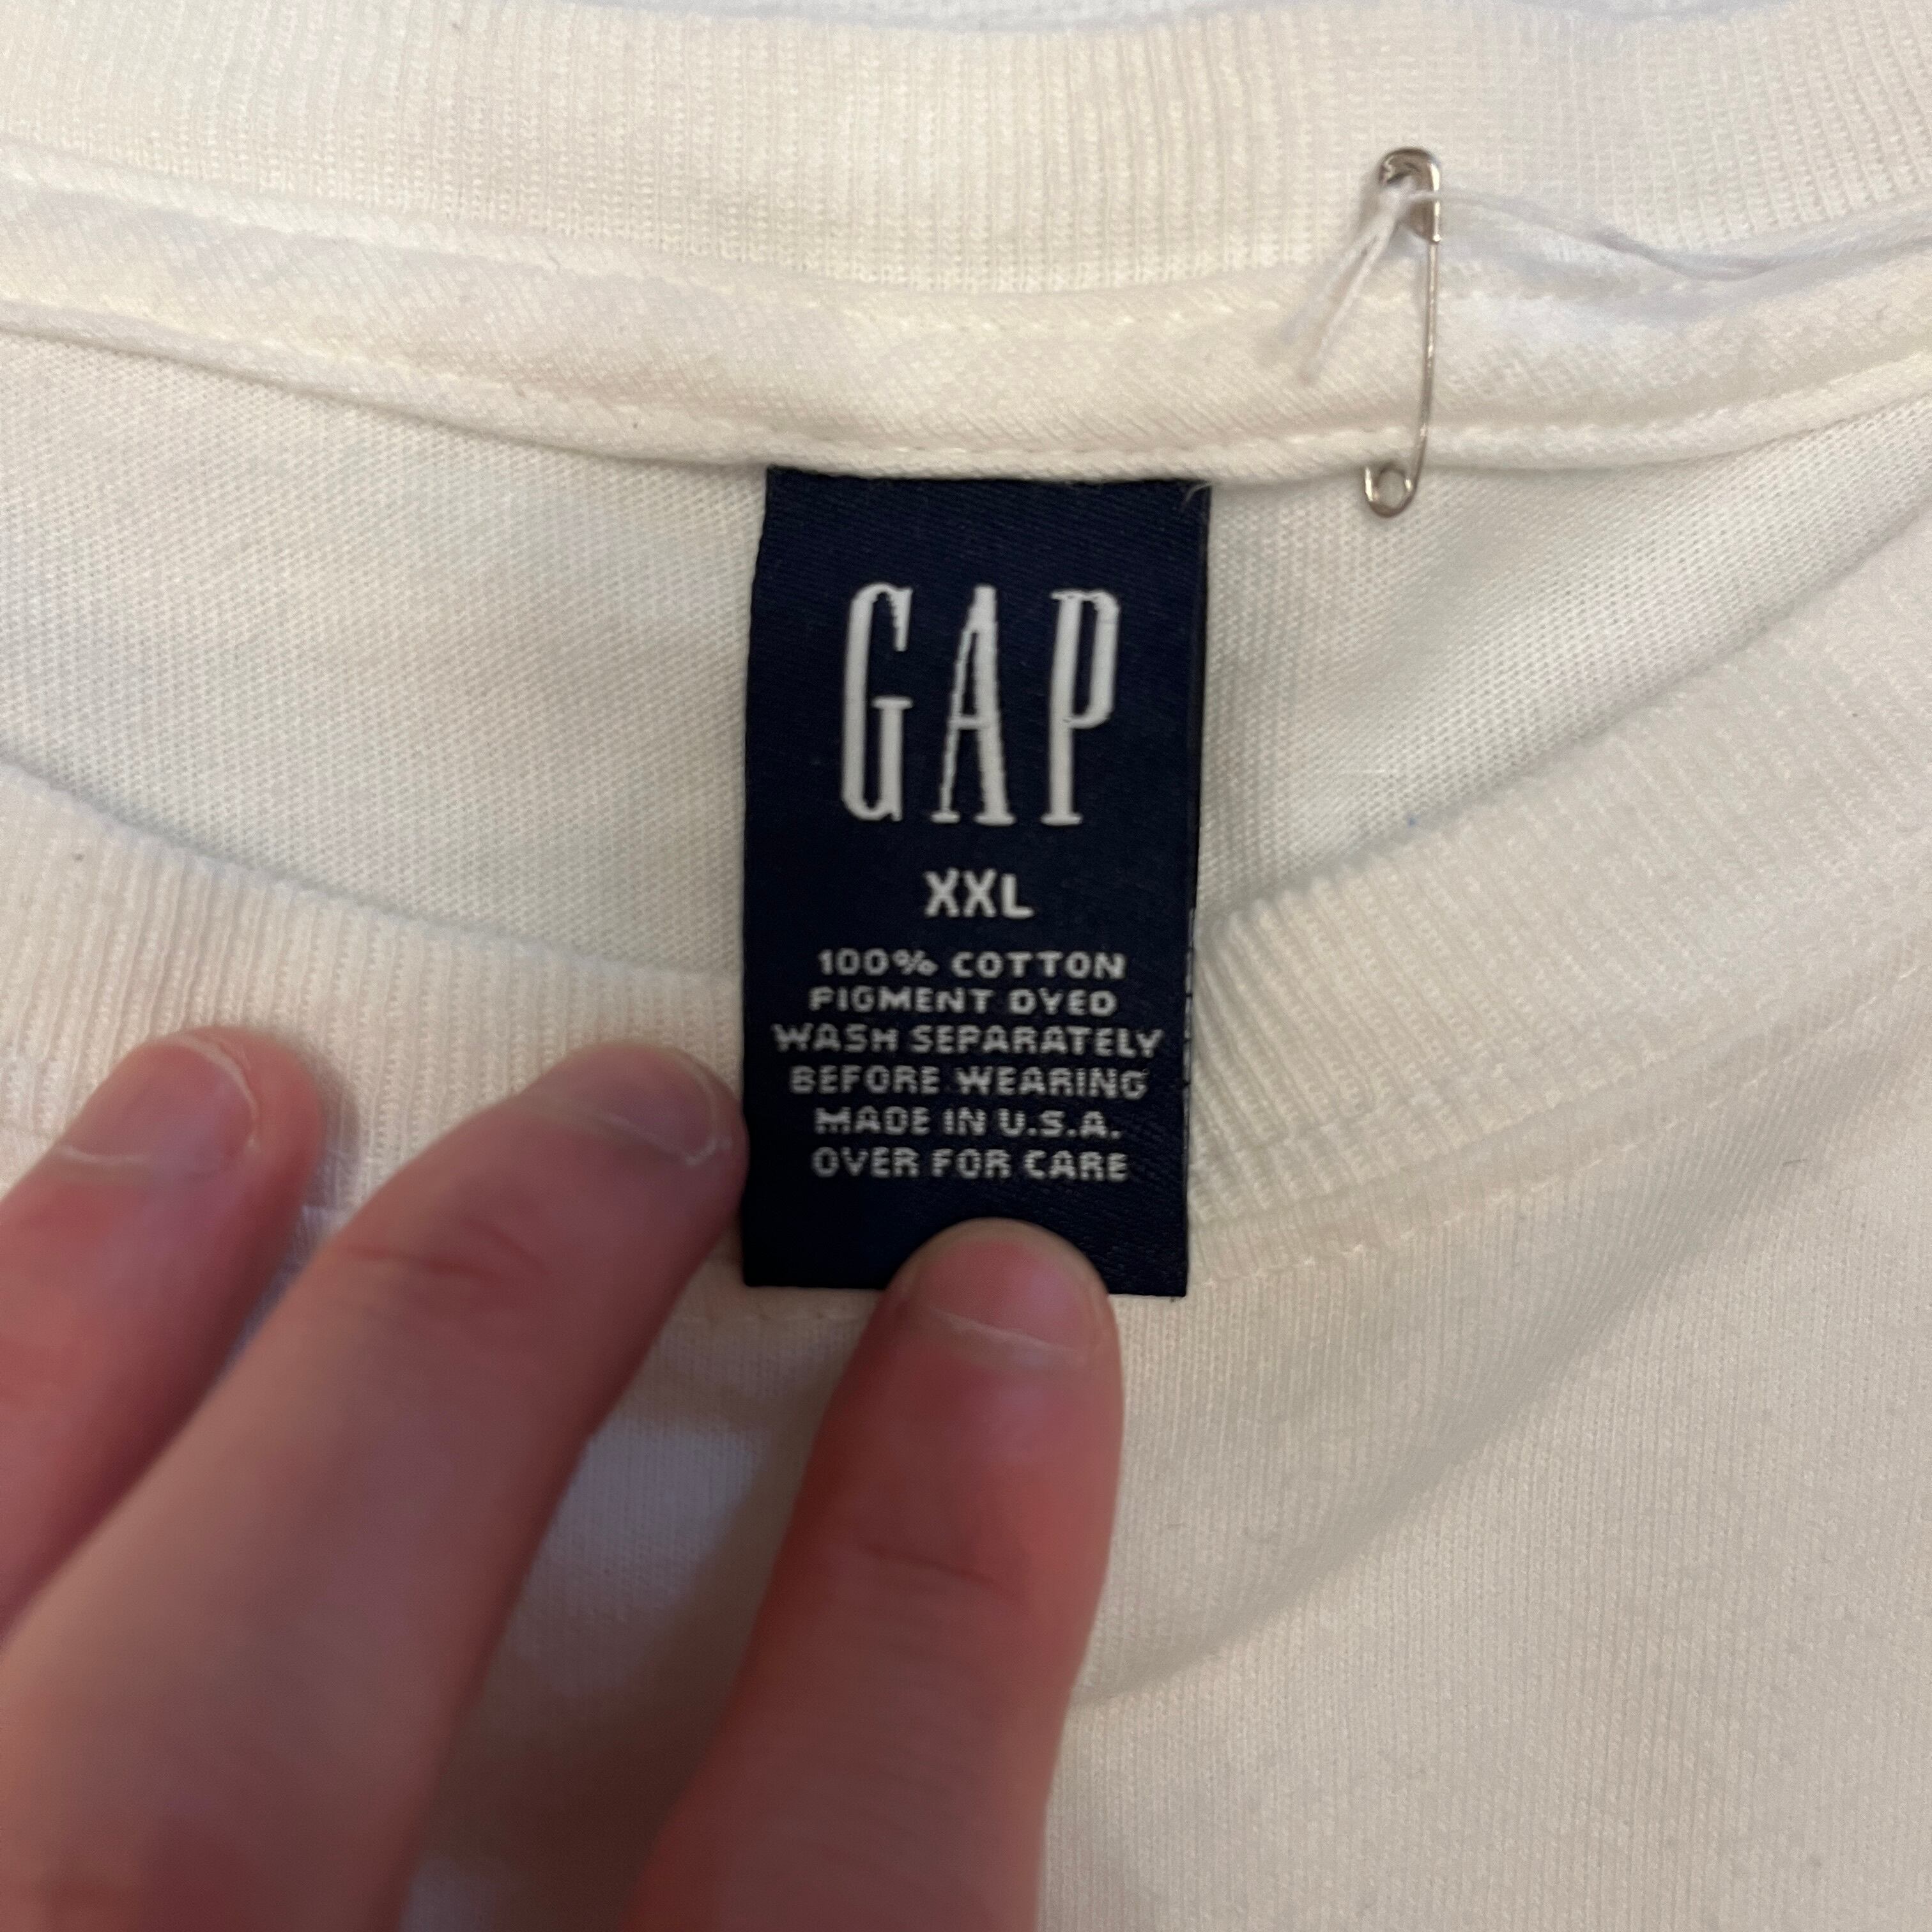 GAP
XXL
100% COTTON
PIGMENT DYED
WASH SEPARATELY
BEFORE WEARING
MADE IN U.S.A.
OVER FOR CARE